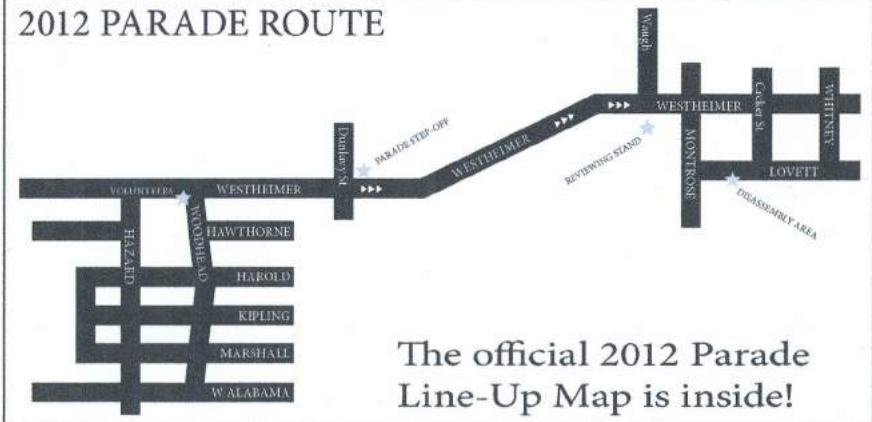 2012 PARADE ROUTE
Waugh
WESTHEIMER
Crcker St.
WHITNEY
MONTROSE
Dunlavy St.
PARADE STEP-OFF
▸▸▸
WESTHEIMER
▸▸▸
▸▸▸
REVIEWING STAND
LOVETT
DISASSEMBLY AREA
VOLUNTEERS
WESTHEIMER
HAZARD
WOODHEAD
HAWTHORNE
HAROLD
KIPLING
MARSHALL
W. ALABAMA
The official 2012 Parade
Line-Up Map is inside!